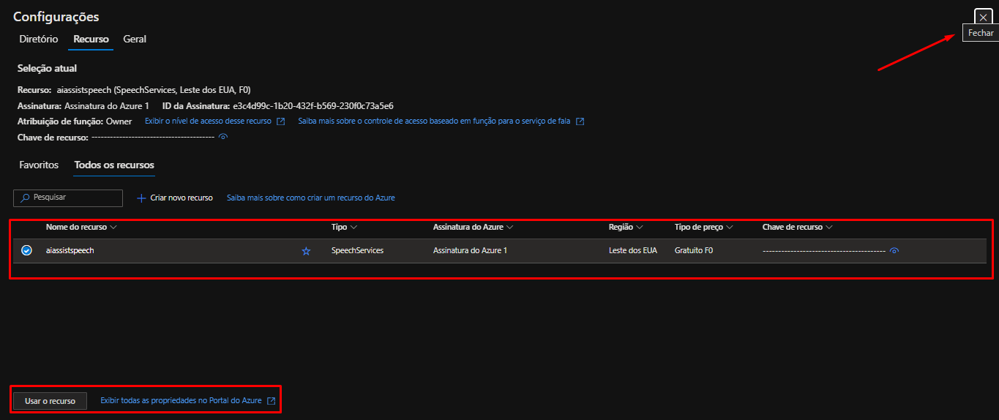 Configurações
Fechar
Diretório Recurso Geral
Seleção atual
Recurso: aiassistspeech (SpeechServices, Leste dos EUA, F0)
Assinatura: Assinatura do Azure 1 ID da Assinatura: e3c4d99c-1b20-432f-b569-230f0c73a5e6
Atribuição de função: Owner Exibir o nível de acesso desse recurso Saiba mais sobre o controle de acesso baseado em função para o serviço de fala
Chave de recurso: ----------------------------------------
Favoritos Todos os recursos
Pesquisar Criar novo recurso Saiba mais sobre como criar um recurso do Azure
Nome do recurso Tipo Assinatura do Azure Região Tipo de preço Chave de recurso
aiassistspeech SpeechServices Assinatura do Azure 1 Leste dos EUA Gratuito F0 ----------------------------------------
Usar o recurso Exibir todas as propriedades no Portal do Azure